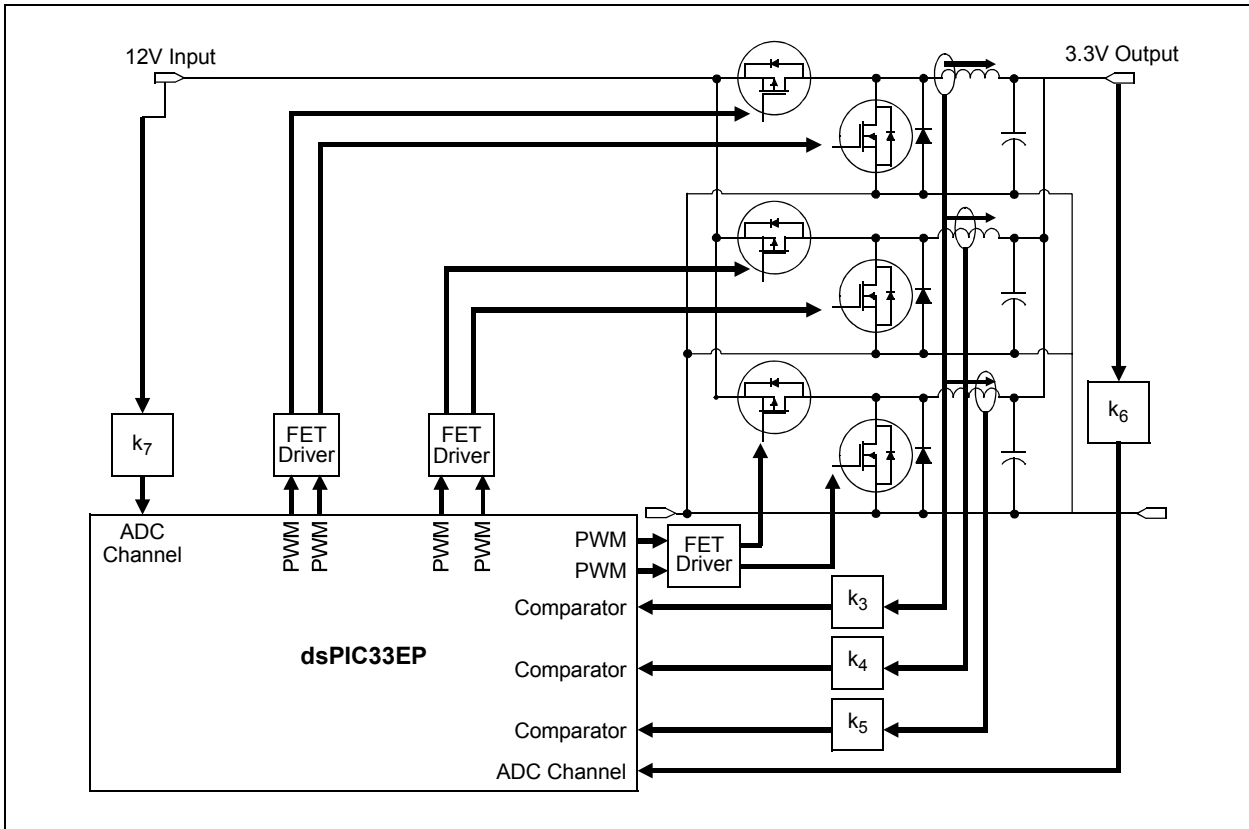 12V Input
3.3V Output
k6
k7
FET
Driver
FET
Driver
ADC
Channel
PWM
PWM
PWM
PWM
PWM
PWM
FET
Driver
Comparator
k3
dsPIC33EP
Comparator
k4
Comparator
k5
ADC Channel